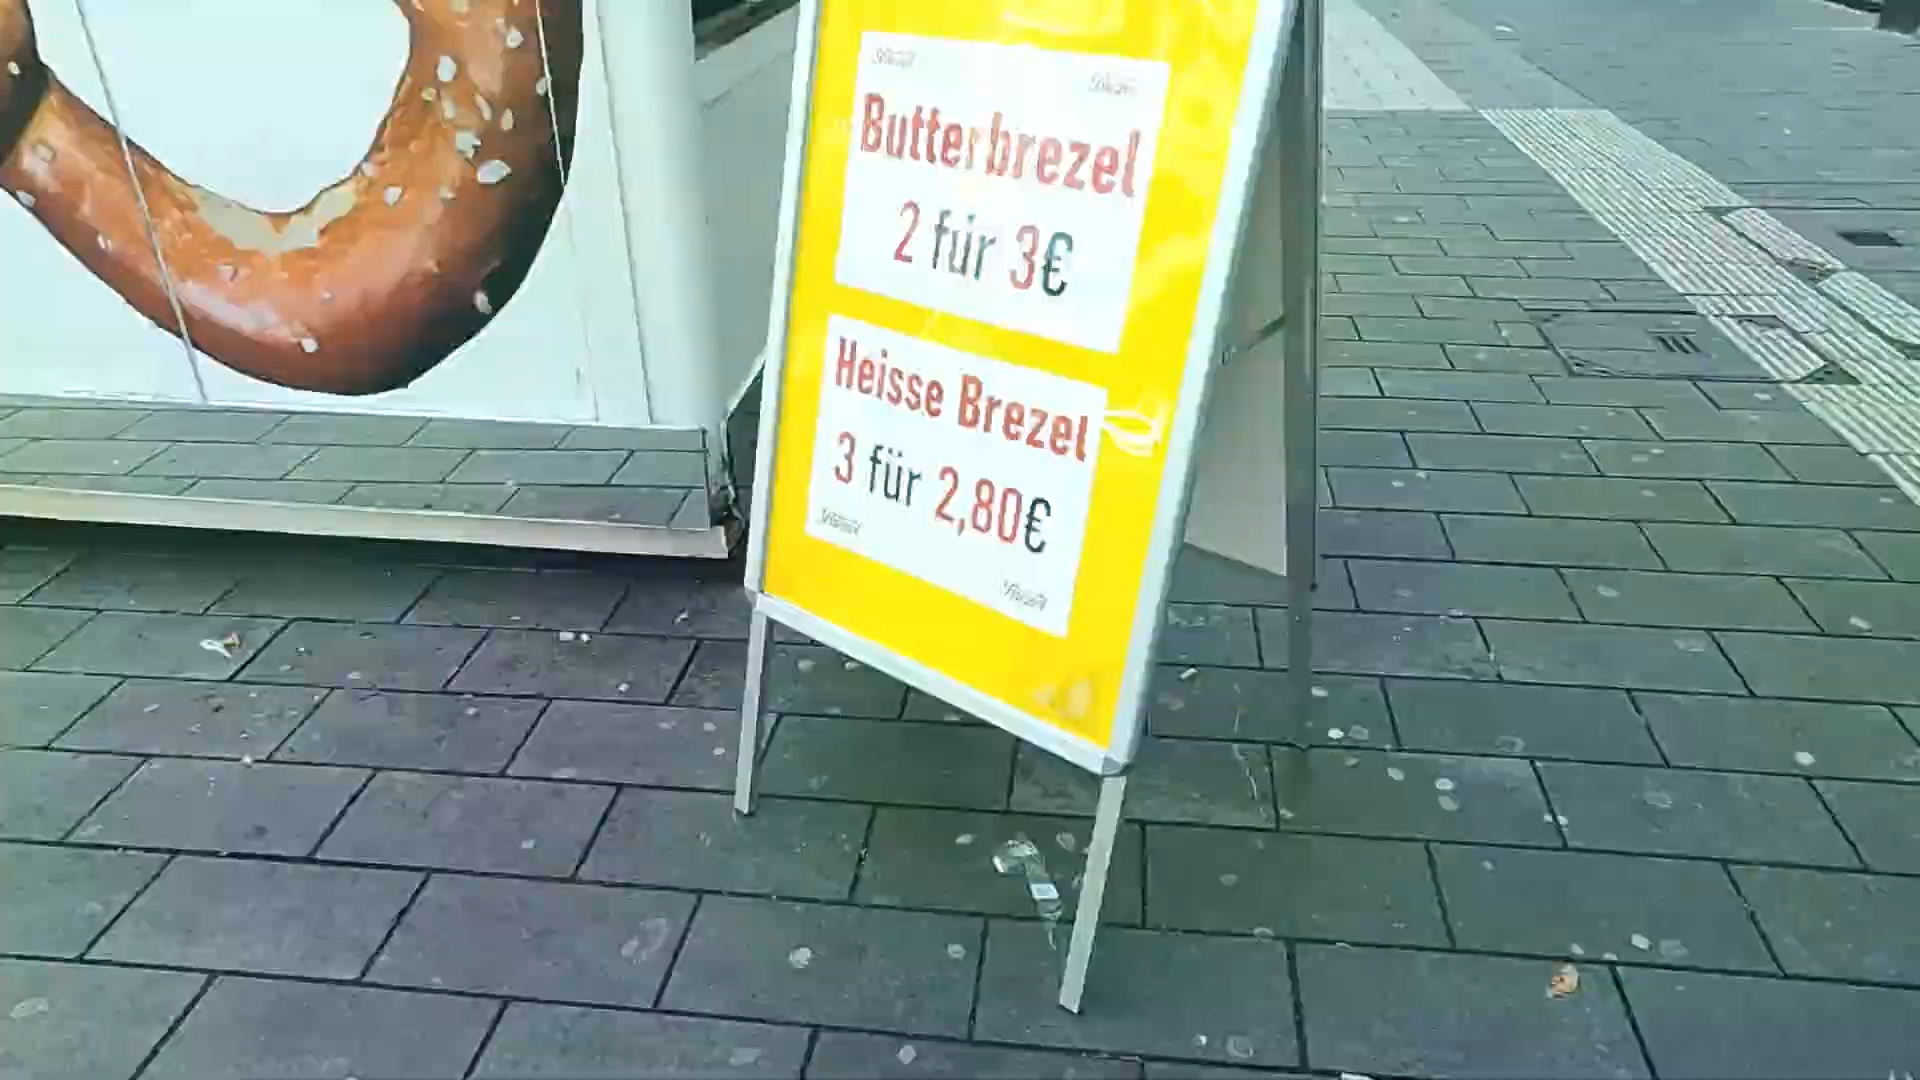 Butterbrezel
2 für 3€
Heisse Brezel
3 für 2,80€